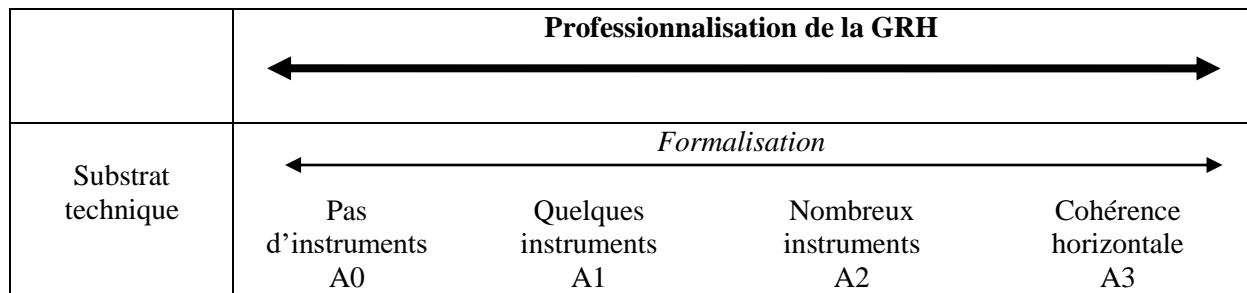 Professionnalisation de la GRH
Formalisation
Substrat
technique
Pas
d’instruments
A0
Quelques
instruments
A1
Nombreux
instruments
A2
Cohérence
horizontale
A3